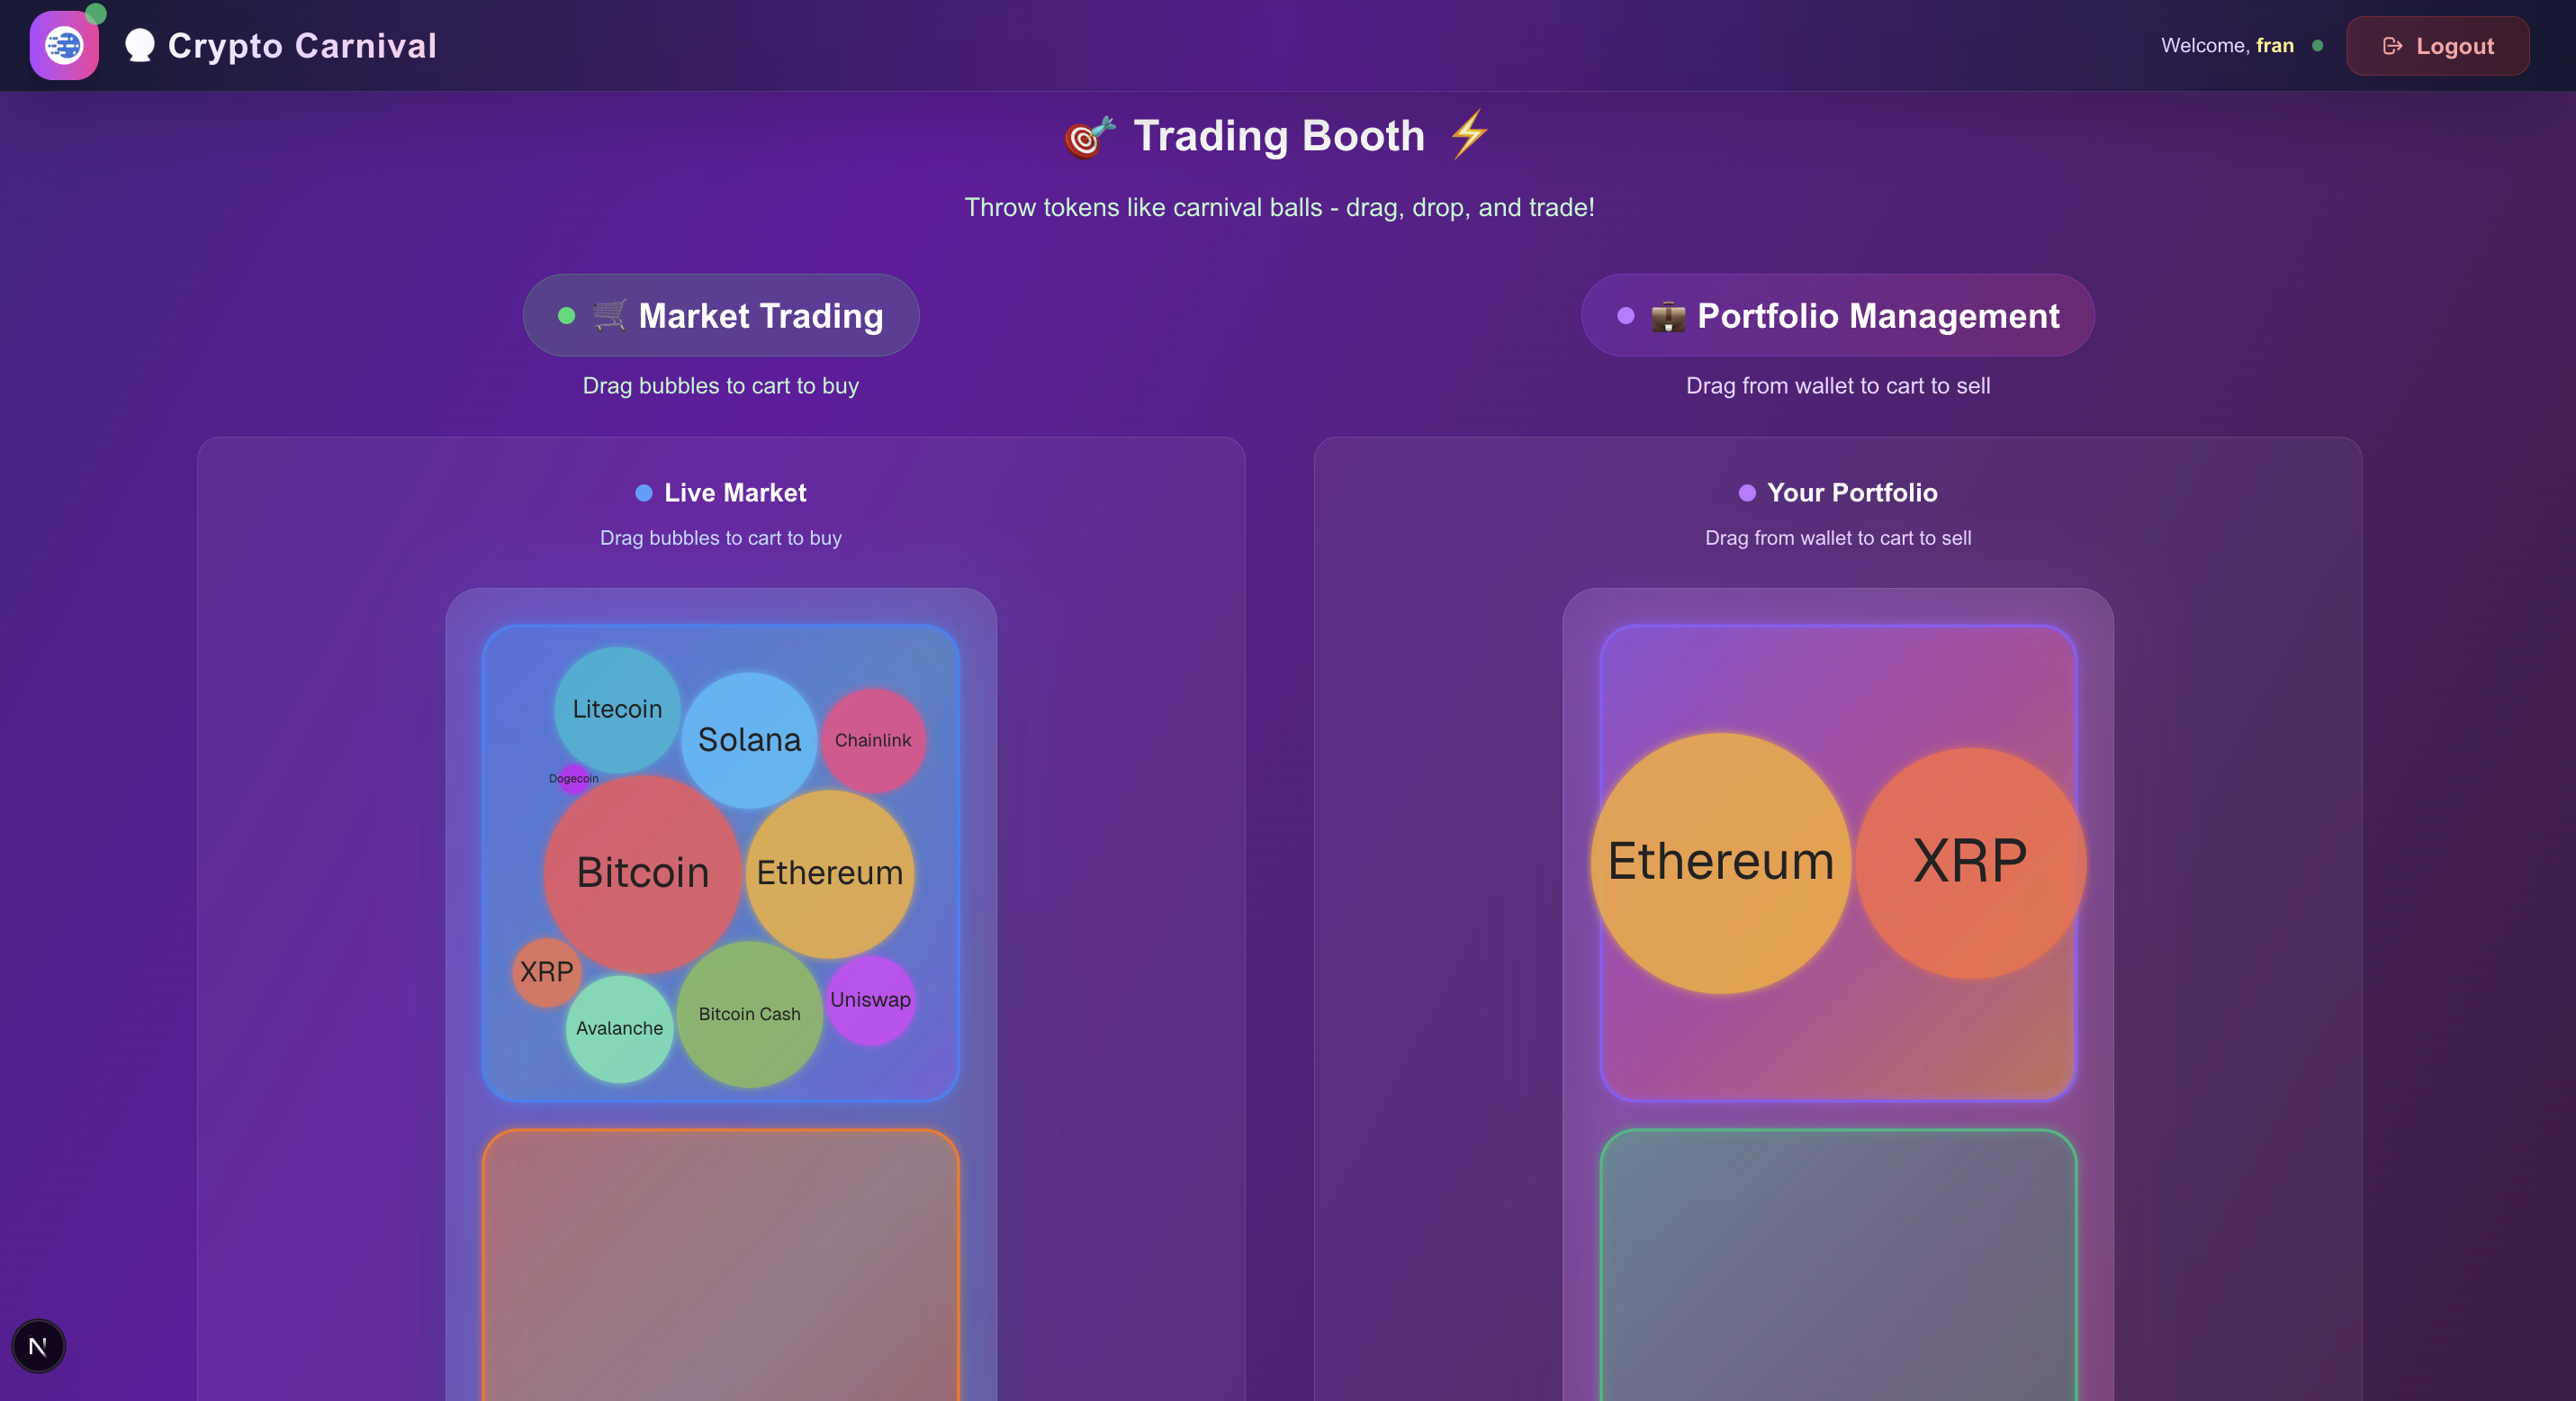 Crypto Carnival
Welcome, fran
Logout
Trading Booth
Throw tokens like carnival balls - drag, drop, and trade!
Market Trading
Drag bubbles to cart to buy
Live Market
Drag bubbles to cart to buy
Litecoin
Solana
Chainlink
Dogecoin
Bitcoin
Ethereum
XRP
Avalanche
Bitcoin Cash
Uniswap
Portfolio Management
Drag from wallet to cart to sell
Your Portfolio
Drag from wallet to cart to sell
Ethereum
XRP
N